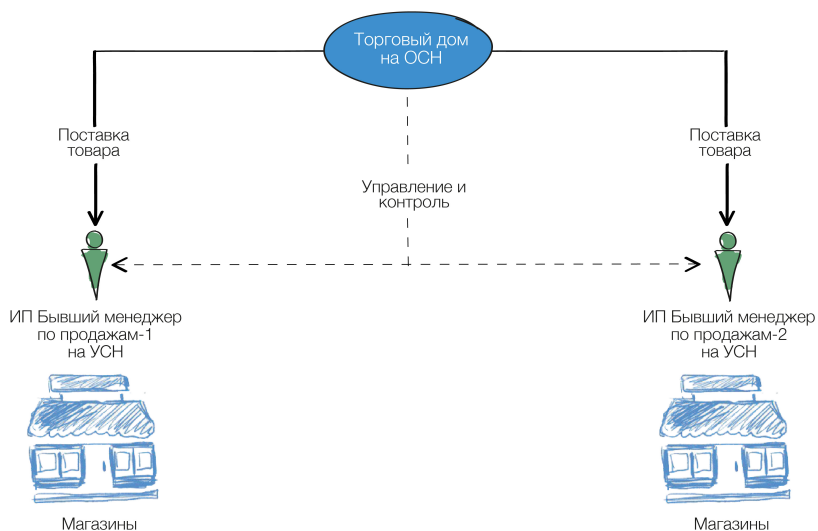 Торговый дом
на ОСН
Поставка
товара
Поставка
товара
Управление и
контроль
ИП Бывший менеджер
по продажам-1
на УСН
ИП Бывший менеджер
по продажам-2
на УСН
Магазины
Магазины